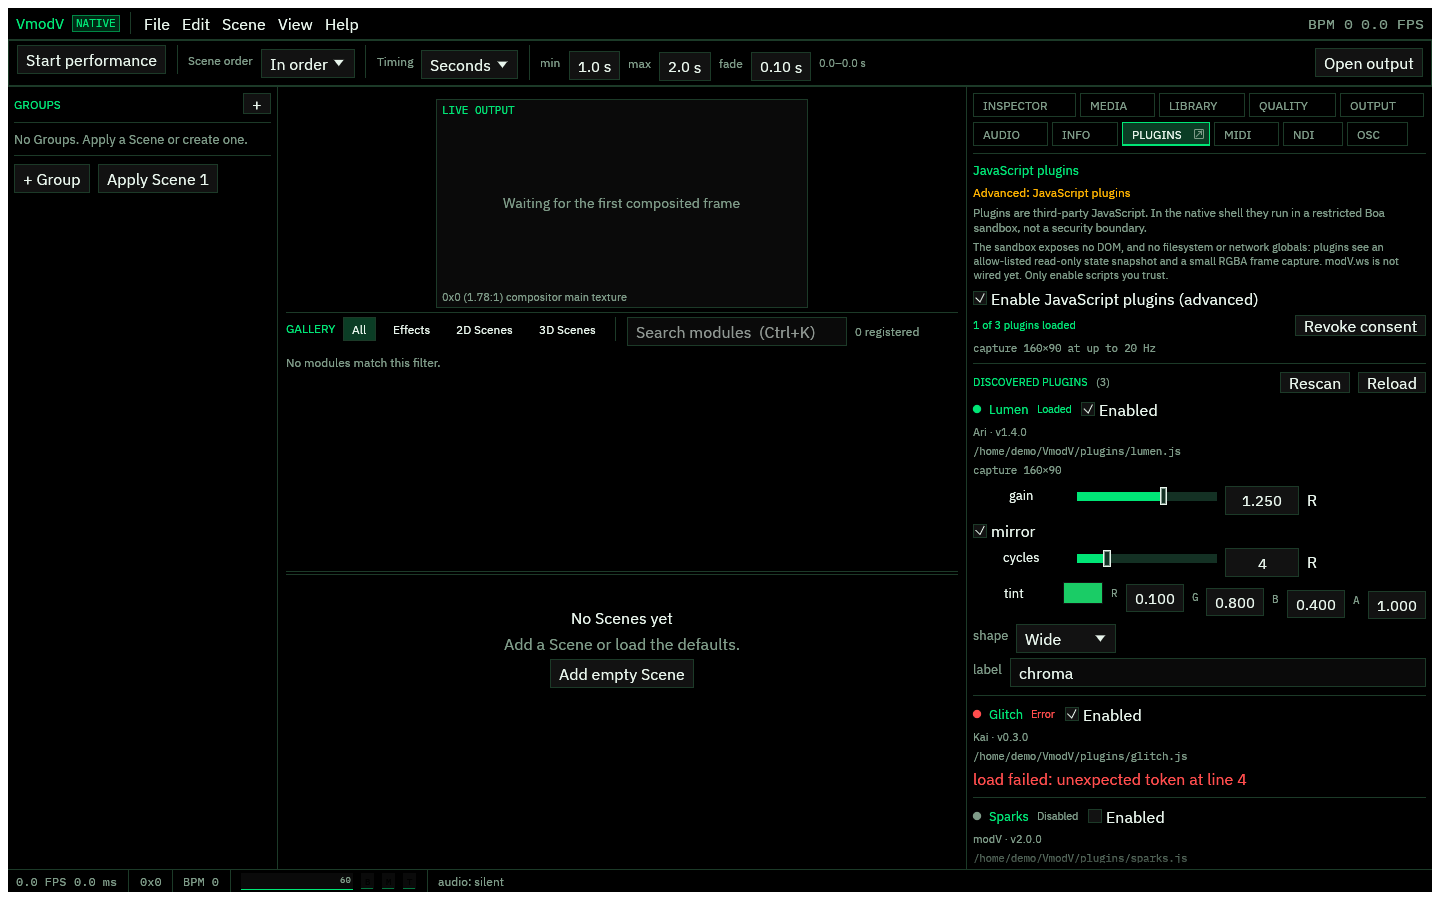 VmodV NATIVE File Edit Scene View Help BPM 0 0.0 FPS
Start performance Scene order In order Timing Seconds min 1.0 s max 2.0 s fade 0.10 s 0.0–0.0 s Open output
GROUPS +
No Groups. Apply a Scene or create one.
+ Group Apply Scene 1
LIVE OUTPUT
Waiting for the first composited frame
0x0 (1.78:1) compositor main texture
GALLERY All Effects 2D Scenes 3D Scenes Search modules (Ctrl+K) 0 registered
No modules match this filter.
No Scenes yet
Add a Scene or load the defaults.
Add empty Scene
INSPECTOR MEDIA LIBRARY QUALITY OUTPUT
AUDIO INFO PLUGINS MIDI NDI OSC
JavaScript plugins
Advanced: JavaScript plugins
Plugins are third-party JavaScript. In the native shell they run in a restricted Boa
sandbox, not a security boundary.
The sandbox exposes no DOM, and no filesystem or network globals: plugins see an
allow-listed read-only state snapshot and a small RGBA frame capture. modV.ws is not
wired yet. Only enable scripts you trust.
Enable JavaScript plugins (advanced)
1 of 3 plugins loaded Revoke consent
capture 160×90 at up to 20 Hz
DISCOVERED PLUGINS (3) Rescan Reload
Lumen Loaded Enabled
Ari · v1.4.0
/home/demo/VmodV/plugins/lumen.js
capture 160×90
gain 1.250 R
mirror
cycles 4 R
tint R 0.100 G 0.800 B 0.400 A 1.000
shape Wide
label chroma
Glitch Error Enabled
Kai · v0.3.0
/home/demo/VmodV/plugins/glitch.js
load failed: unexpected token at line 4
Sparks Disabled Enabled
modV · v2.0.0
/home/demo/VmodV/plugins/sparks.js
0.0 FPS 0.0 ms 0x0 BPM 0 60 audio: silent